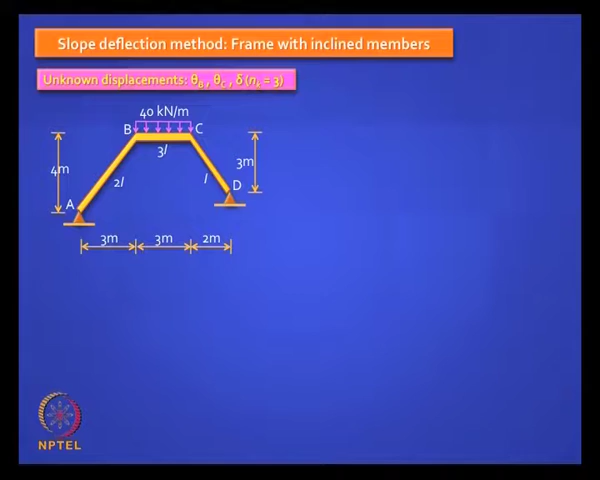 Slope deflection method: Frame with inclined members
Unknown displacements: θB, θC, δ (nk = 3)
40 kN/m
B
C
3I
4m
2I
I
3m
A
D
3m
3m
2m
NPTEL